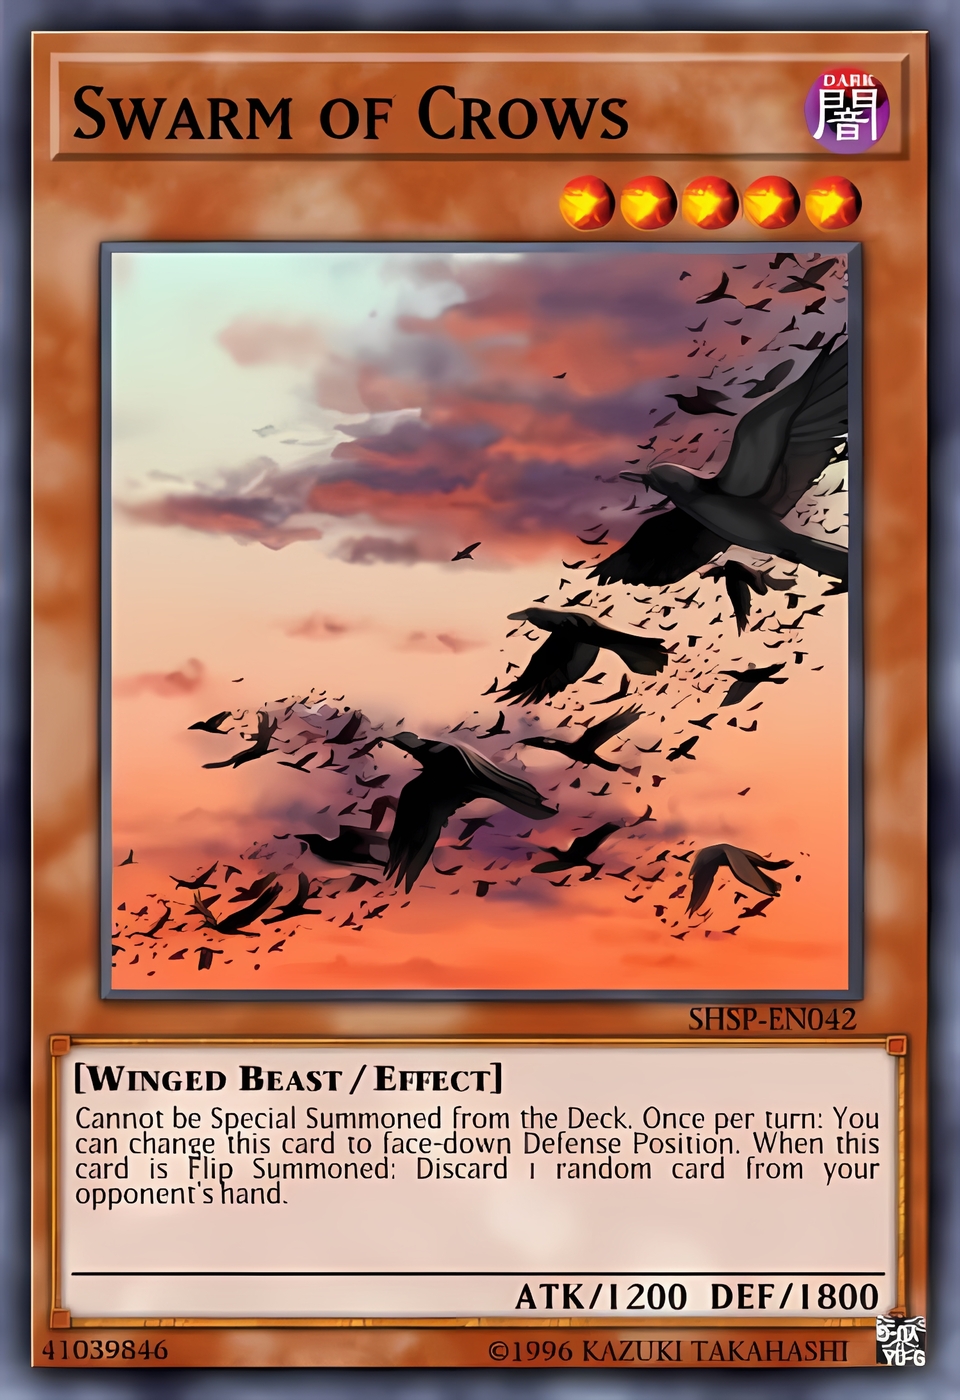 Swarm of Crows
DARK
闇
SHSP-EN042
[Winged Beast / Effect]
Cannot be Special Summoned from the Deck. Once per turn: You
can change this card to face-down Defense Position. When this
card is Flip Summoned: Discard 1 random card from your
opponent's hand.
ATK/1200 DEF/1800
41039846
©1996 KAZUKI TAKAHASHI